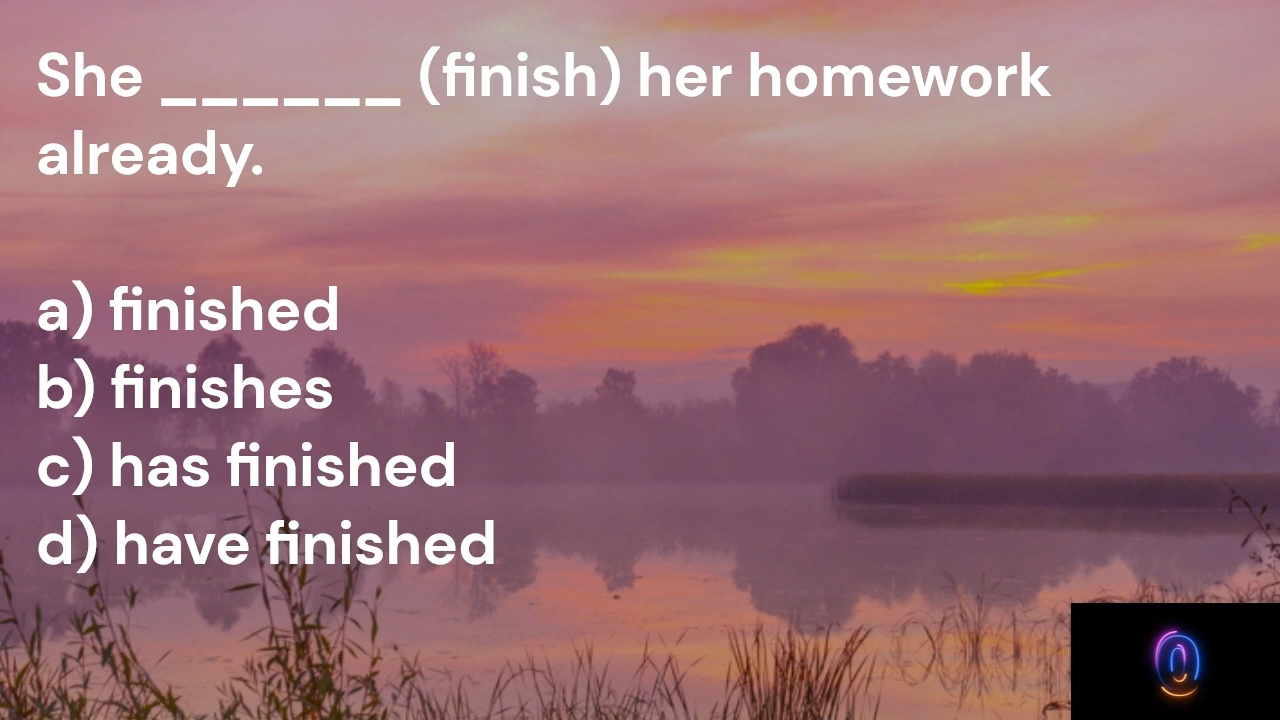 She ______ (finish) her homework
already.
a) finished
b) finishes
c) has finished
d) have finished